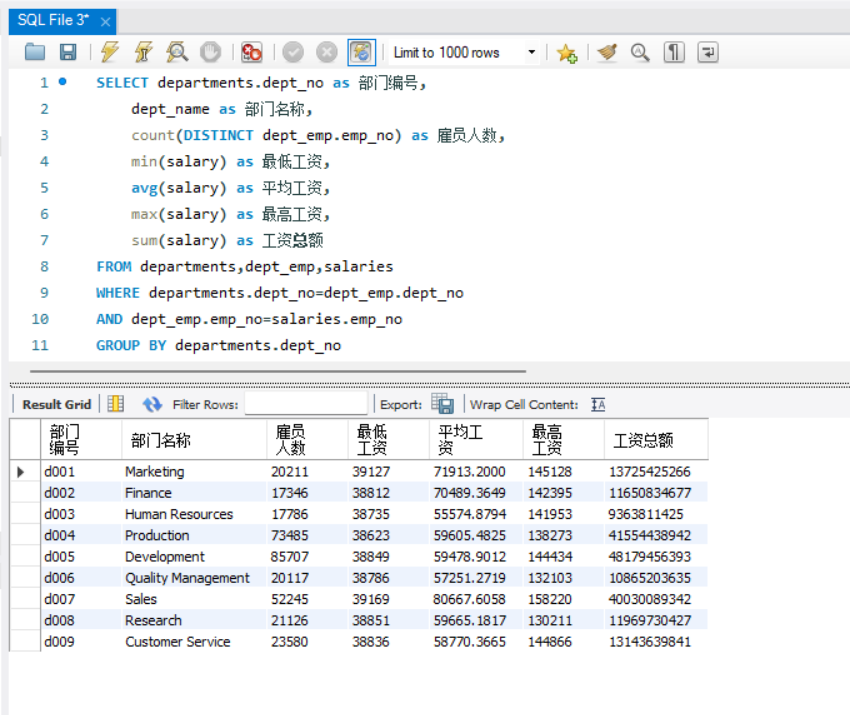 SQL File 3*
Limit to 1000 rows
1 SELECT departments.dept_no as 部门编号,
2 dept_name as 部门名称,
3 count(DISTINCT dept_emp.emp_no) as 雇员人数,
4 min(salary) as 最低工资,
5 avg(salary) as 平均工资,
6 max(salary) as 最高工资,
7 sum(salary) as 工资总额
8 FROM departments,dept_emp,salaries
9 WHERE departments.dept_no=dept_emp.dept_no
10 AND dept_emp.emp_no=salaries.emp_no
11 GROUP BY departments.dept_no
Result Grid Filter Rows: Export: Wrap Cell Content: IA
部门编号 部门名称 雇员人数 最低工资 平均工资 最高工资 工资总额
d001 Marketing 20211 39127 71913.2000 145128 13725425266
d002 Finance 17346 38812 70489.3649 142395 11650834677
d003 Human Resources 17786 38735 55574.8794 141953 9363811425
d004 Production 73485 38623 59605.4825 138273 41554438942
d005 Development 85707 38849 59478.9012 144434 48179456393
d006 Quality Management 20117 38786 57251.2719 132103 10865203635
d007 Sales 52245 39169 80667.6058 158220 40030089342
d008 Research 21126 38851 59665.1817 130211 11969730427
d009 Customer Service 23580 38836 58770.3665 144866 13143639841